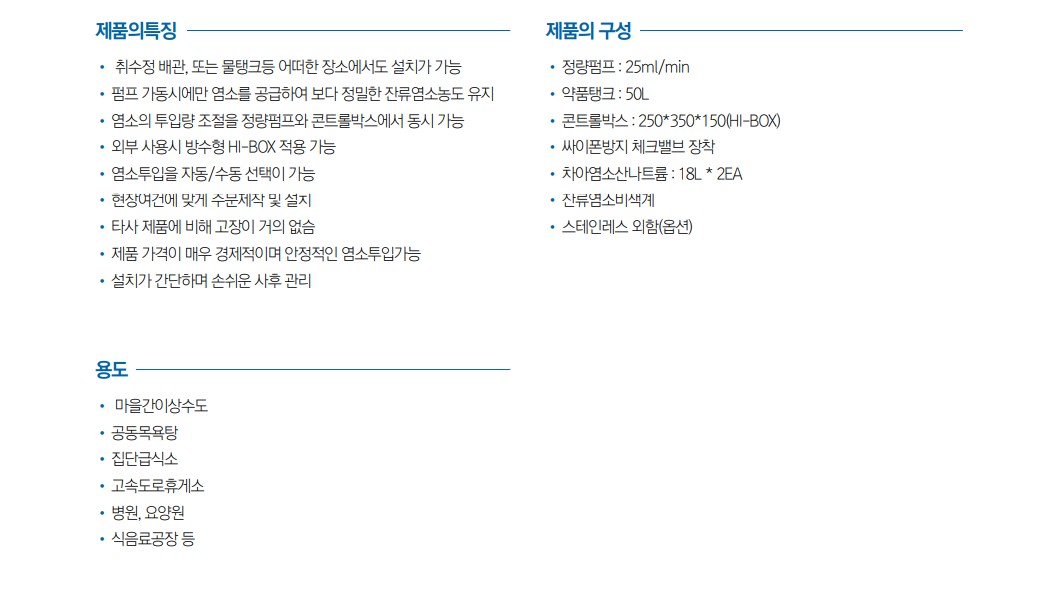 제품의특징
• 취수정 배관, 또는 물탱크등 어떠한 장소에서도 설치가 가능
• 펌프 가동시에만 염소를 공급하여 보다 정밀한 잔류염소농도 유지
• 염소의 투입량 조절을 정량펌프와 콘트롤박스에서 동시 가능
• 외부 사용시 방수형 HI-BOX 적용 가능
• 염소투입을 자동/수동 선택이 가능
• 현장여건에 맞게 주문제작 및 설치
• 타사 제품에 비해 고장이 거의 없슴
• 제품 가격이 매우 경제적이며 안정적인 염소투입가능
• 설치가 간단하며 손쉬운 사후 관리
제품의 구성
• 정량펌프 : 25ml/min
• 약품탱크 : 50L
• 콘트롤박스 : 250*350*150(HI-BOX)
• 싸이폰방지 체크밸브 장착
• 차아염소산나트륨 : 18L * 2EA
• 잔류염소비색계
• 스테인레스 외함(옵션)
용도
• 마을간이상수도
• 공동목욕탕
• 집단급식소
• 고속도로휴게소
• 병원, 요양원
• 식음료공장 등